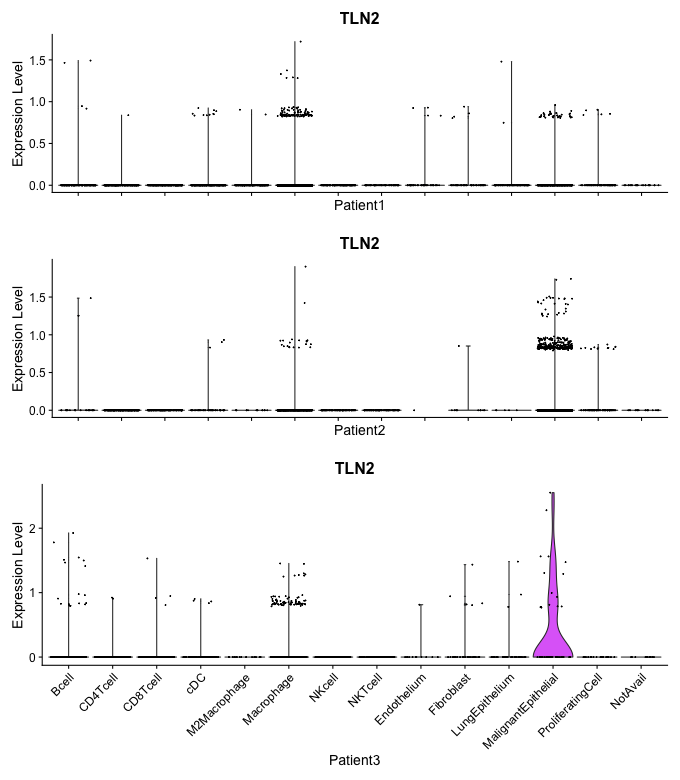 TLN2
Expression Level
1.5
1.0
0.5
0.0
Patient1
TLN2
Expression Level
1.5
1.0
0.5
0.0
Patient2
TLN2
Expression Level
2
1
0
Bcell
CD4Tcell
CD8Tcell
cDC
M2Macrophage
Macrophage
NKcell
NKTcell
Endothelium
Fibroblast
LungEpithelium
MalignantEpithelial
ProliferatingCell
NotAvail
Patient3